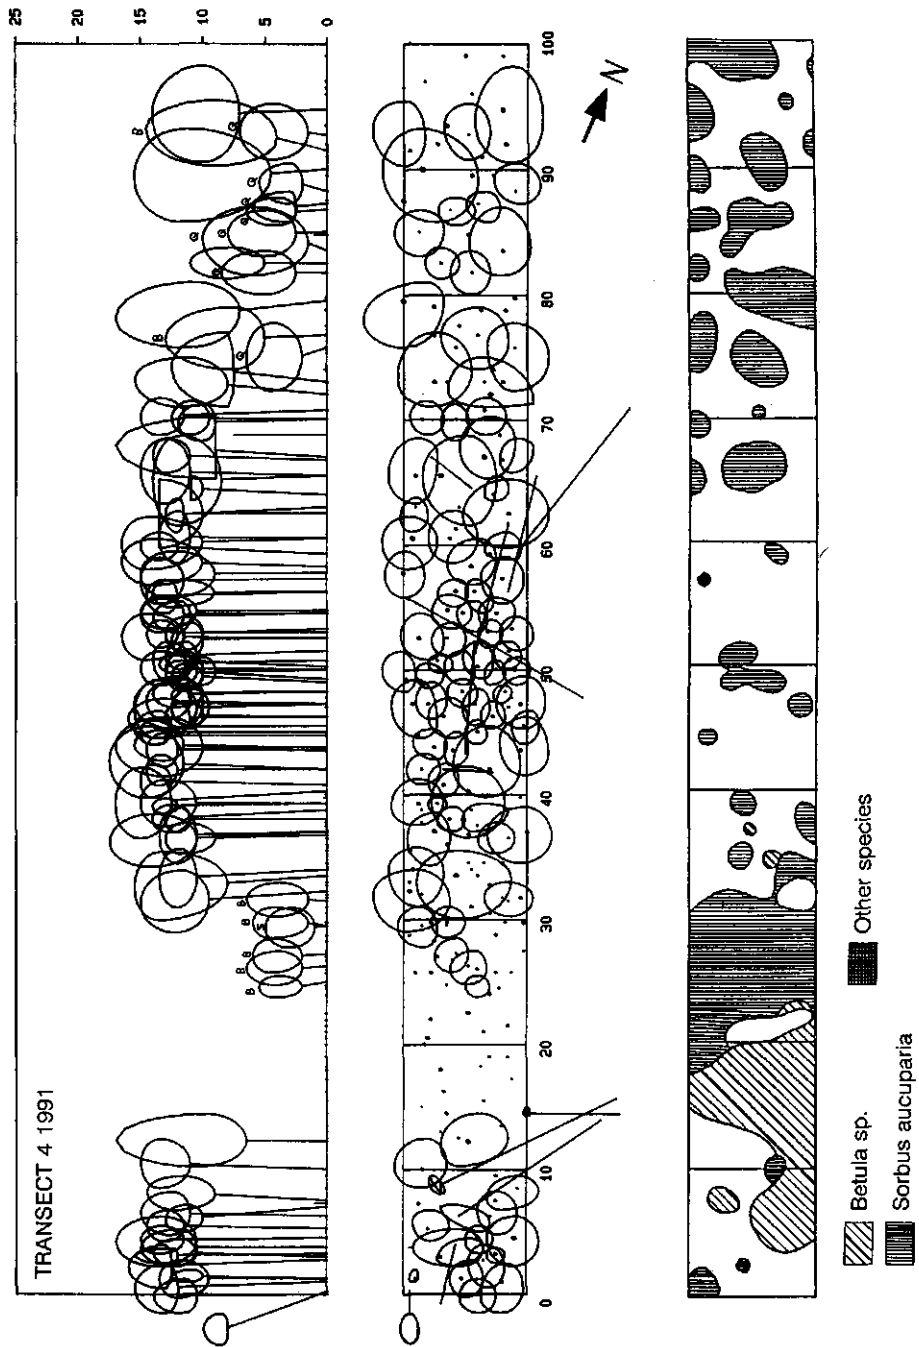 TRANSECT 4 1991
25
20
15
10
5
0
B
B
S
B
B
B
B
Q
Q
Q
Q
Q
Q
Q
B
0
10
20
30
40
50
60
70
80
90
100
N
Betula sp.
Sorbus aucuparia
Other species